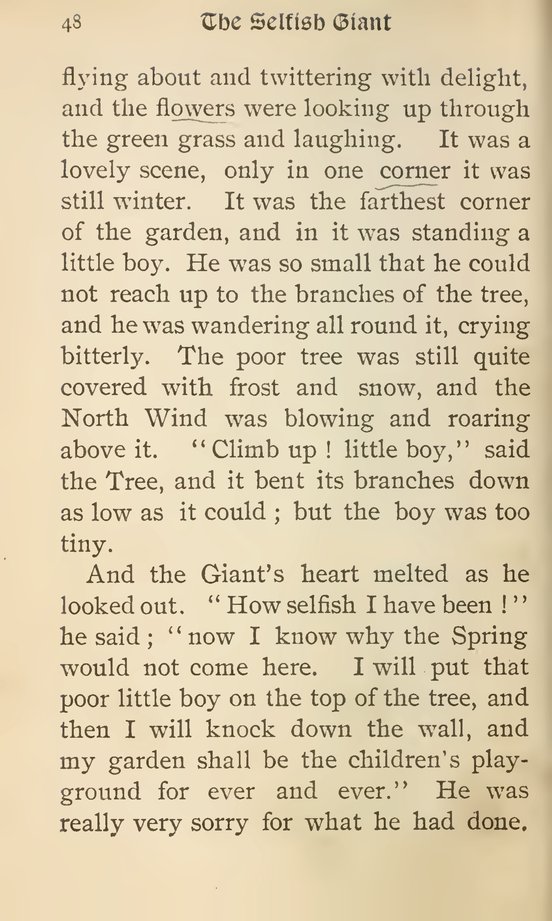 48 The Selfish Giant
flying about and twittering with delight,
and the flowers were looking up through
the green grass and laughing. It was a
lovely scene, only in one corner it was
still winter. It was the farthest corner
of the garden, and in it was standing a
little boy. He was so small that he could
not reach up to the branches of the tree,
and he was wandering all round it, crying
bitterly. The poor tree was still quite
covered with frost and snow, and the
North Wind was blowing and roaring
above it. "Climb up ! little boy," said
the Tree, and it bent its branches down
as low as it could ; but the boy was too
tiny.
And the Giant's heart melted as he
looked out. "How selfish I have been !"
he said ; "now I know why the Spring
would not come here. I will put that
poor little boy on the top of the tree, and
then I will knock down the wall, and
my garden shall be the children's play-
ground for ever and ever." He was
really very sorry for what he had done.